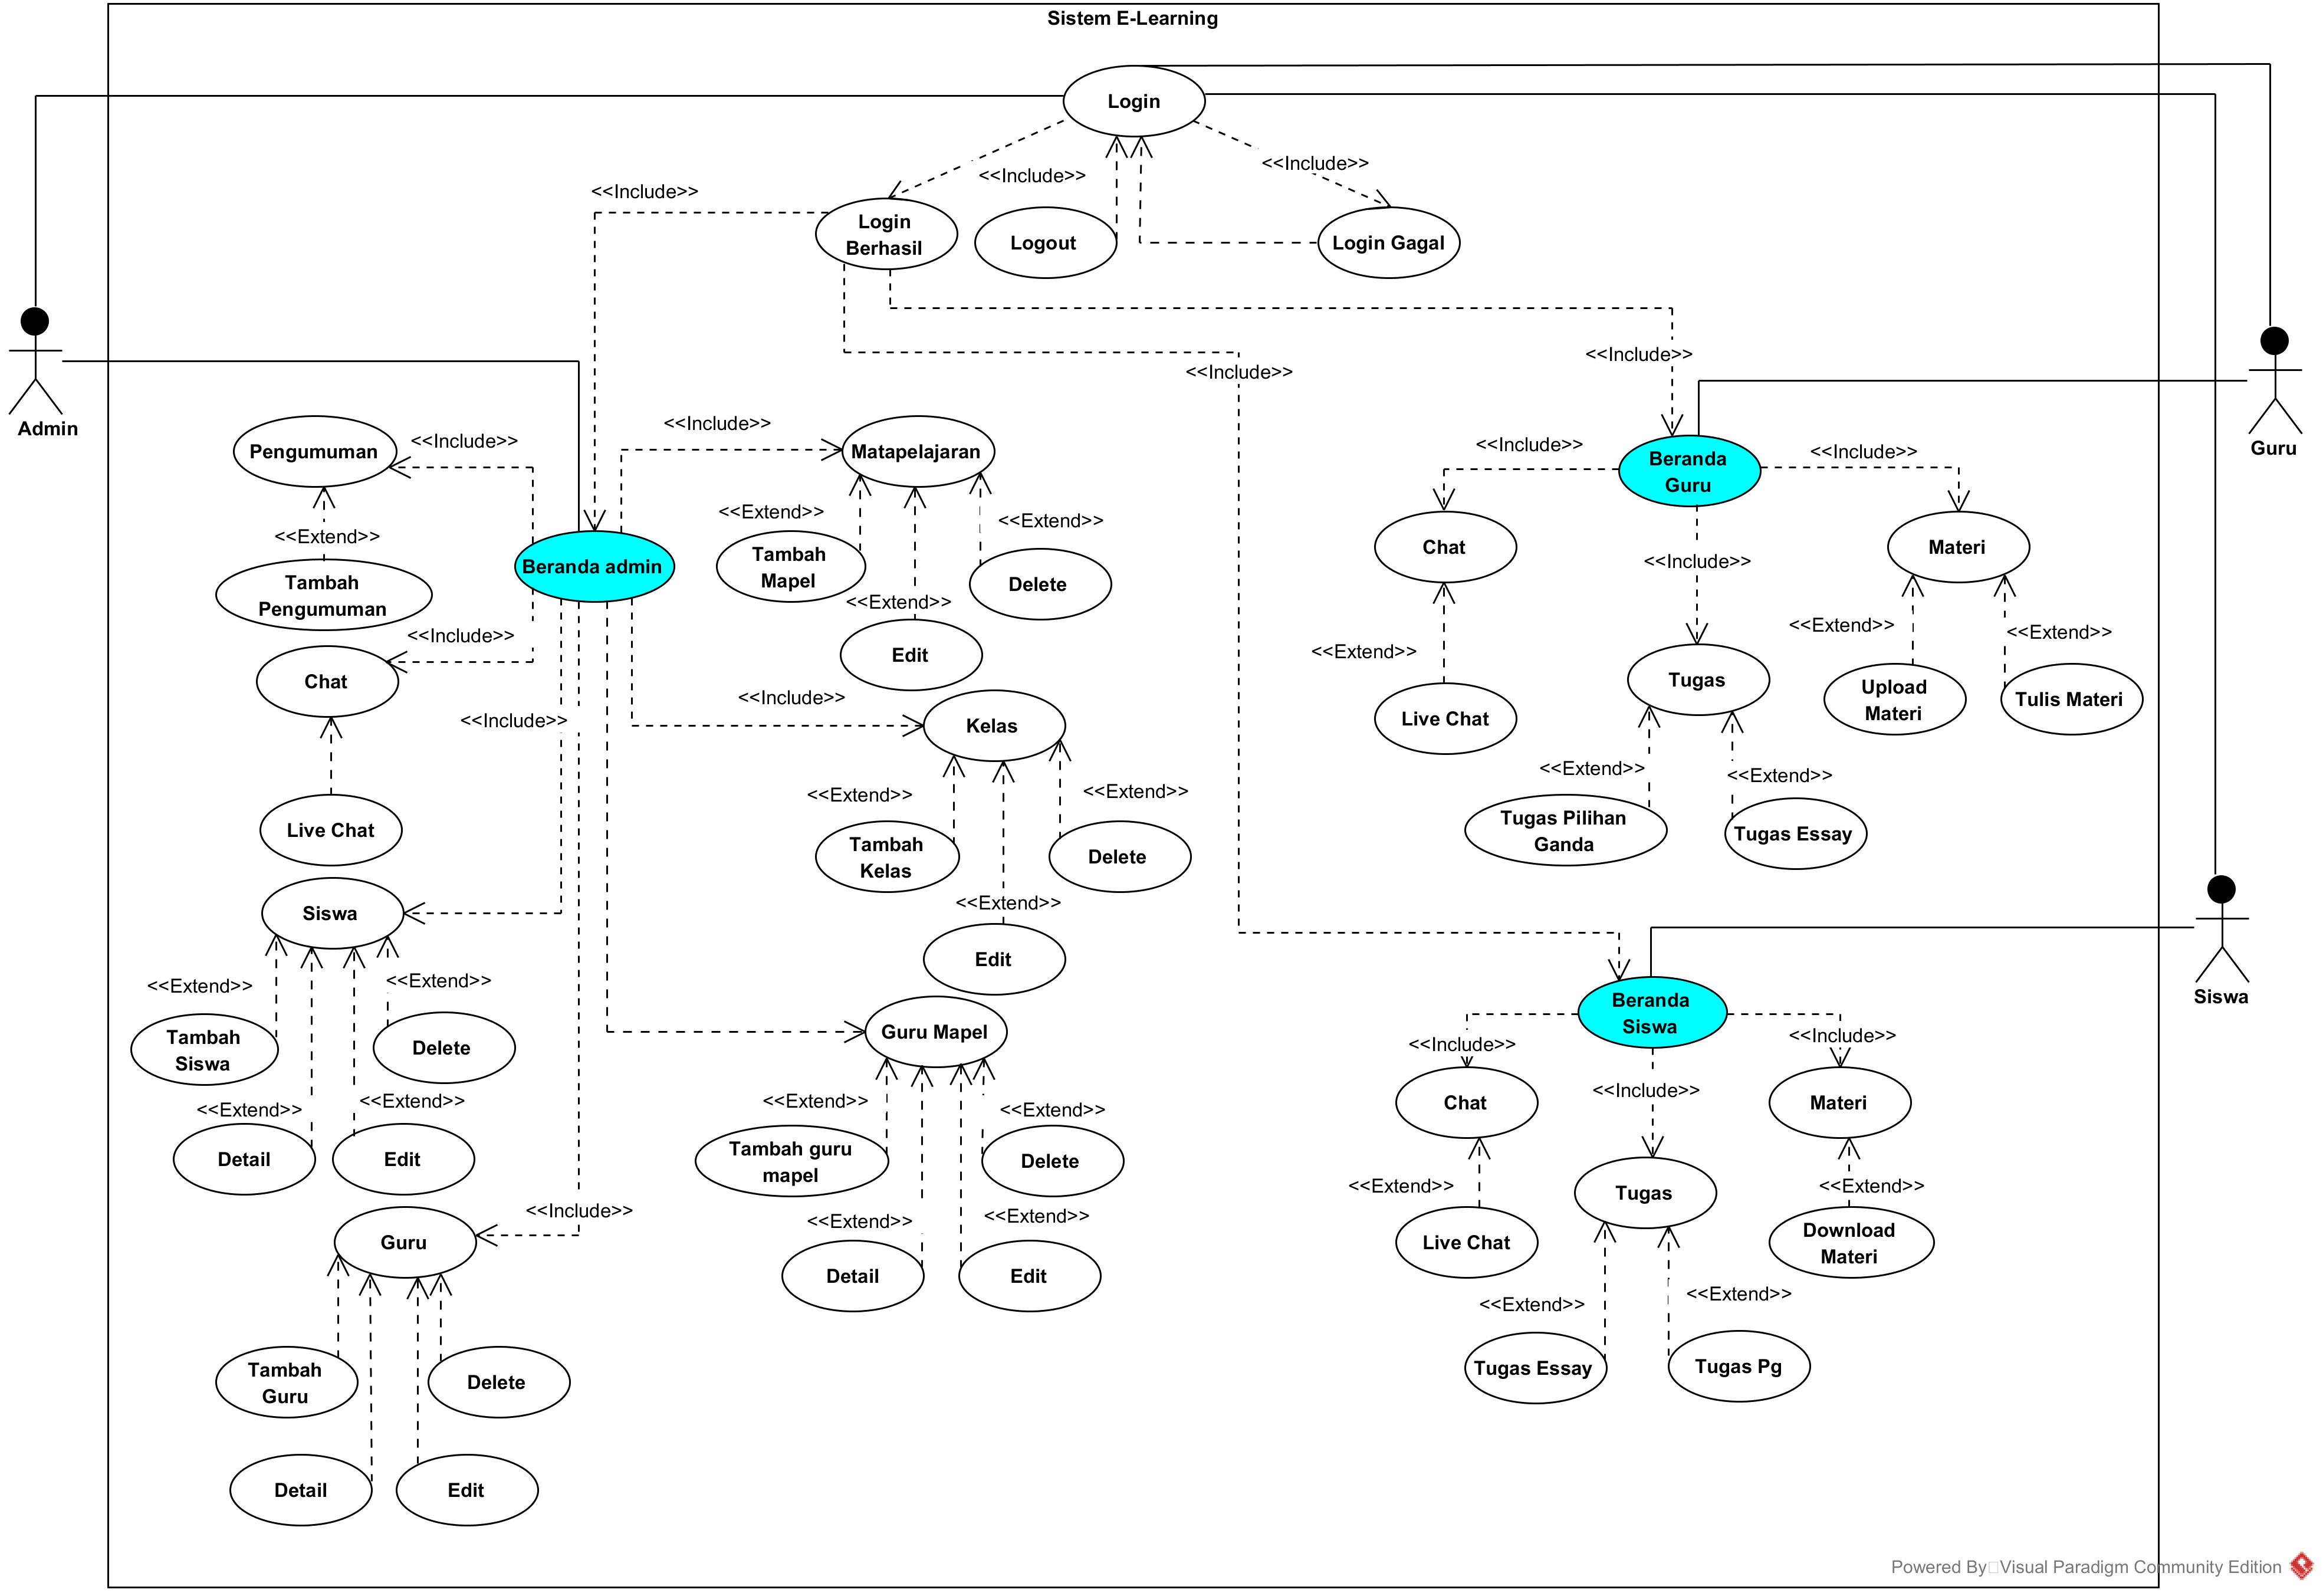 Sistem E-Learning
Login
<<Include>>
<<Include>>
<<Include>>
Login
Berhasil
Logout
Login Gagal
Admin
Guru
Siswa
<<Include>>
<<Include>>
Pengumuman
<<Include>>
<<Extend>>
Tambah
Pengumuman
Beranda admin
<<Include>>
Chat
Live Chat
<<Include>>
Siswa
<<Extend>>
<<Extend>>
Tambah
Siswa
Delete
<<Extend>>
<<Extend>>
Detail
Edit
<<Include>>
Guru
Tambah
Guru
Delete
Detail
Edit
<<Include>>
Matapelajaran
<<Extend>>
<<Extend>>
Tambah
Mapel
Delete
<<Extend>>
Edit
<<Include>>
Kelas
<<Extend>>
<<Extend>>
Tambah
Kelas
Delete
<<Extend>>
Edit
Guru Mapel
<<Extend>>
<<Extend>>
Tambah guru
mapel
Delete
<<Extend>>
<<Extend>>
Detail
Edit
<<Include>>
Beranda
Guru
<<Include>>
Chat
<<Include>>
Materi
<<Extend>>
Live Chat
Tugas
<<Extend>>
<<Extend>>
Upload
Materi
Tulis Materi
<<Extend>>
<<Extend>>
Tugas Pilihan
Ganda
Tugas Essay
Beranda
Siswa
<<Include>>
<<Include>>
<<Include>>
Chat
Materi
<<Extend>>
Tugas
<<Extend>>
Live Chat
Download
Materi
<<Extend>>
<<Extend>>
Tugas Essay
Tugas Pg
Powered By Visual Paradigm Community Edition